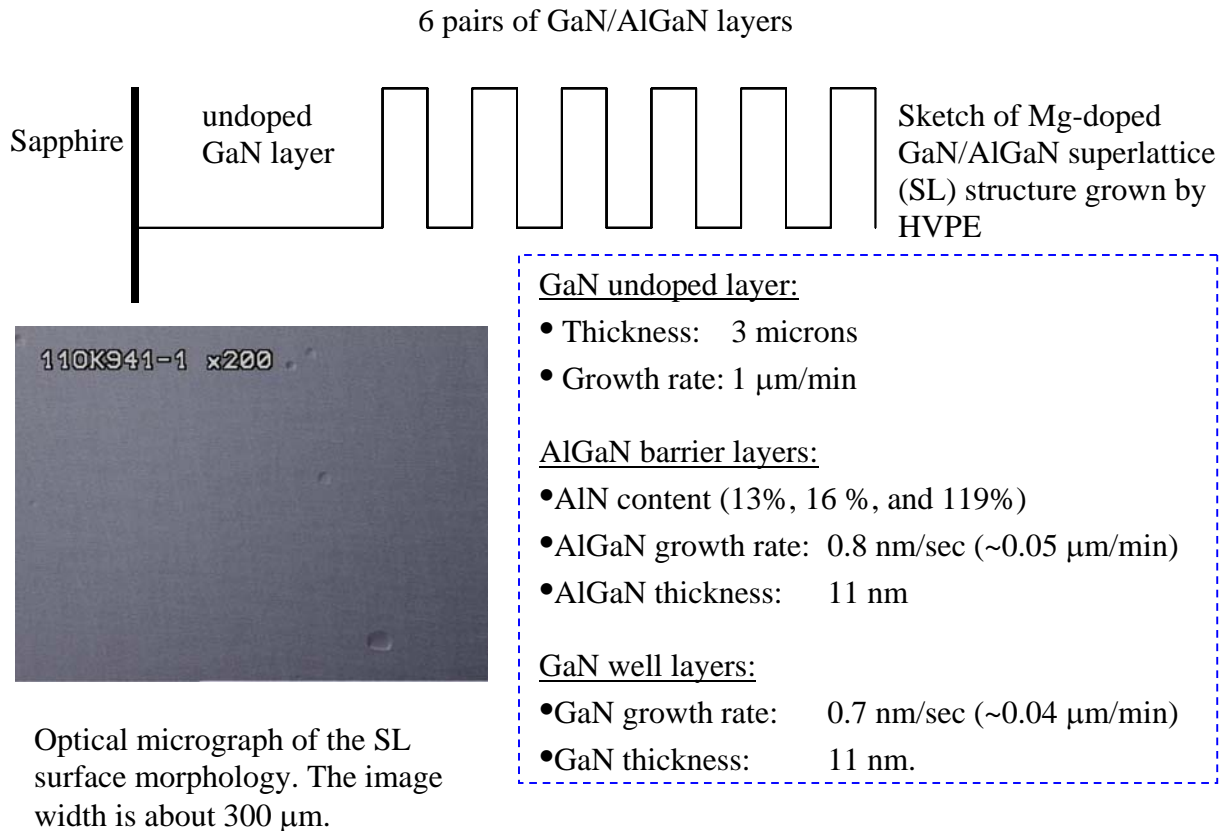 6 pairs of GaN/AlGaN layers
Sapphire
undoped
GaN layer
Sketch of Mg-doped
GaN/AlGaN superlattice
(SL) structure grown by
HVPE
GaN undoped layer:
• Thickness: 3 microns
• Growth rate: 1 μm/min
AlGaN barrier layers:
•AlN content (13%, 16 %, and 119%)
•AlGaN growth rate: 0.8 nm/sec (~0.05 μm/min)
•AlGaN thickness: 11 nm
GaN well layers:
•GaN growth rate: 0.7 nm/sec (~0.04 μm/min)
•GaN thickness: 11 nm.
110K941-1 x200
Optical micrograph of the SL
surface morphology. The image
width is about 300 μm.